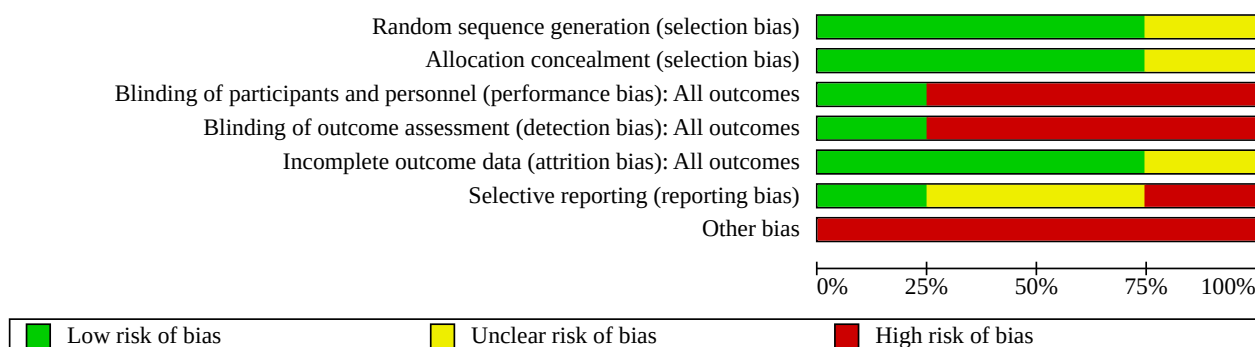 Random sequence generation (selection bias)
Allocation concealment (selection bias)
Blinding of participants and personnel (performance bias): All outcomes
Blinding of outcome assessment (detection bias): All outcomes
Incomplete outcome data (attrition bias): All outcomes
Selective reporting (reporting bias)
Other bias
0% 25% 50% 75% 100%
Low risk of bias Unclear risk of bias High risk of bias